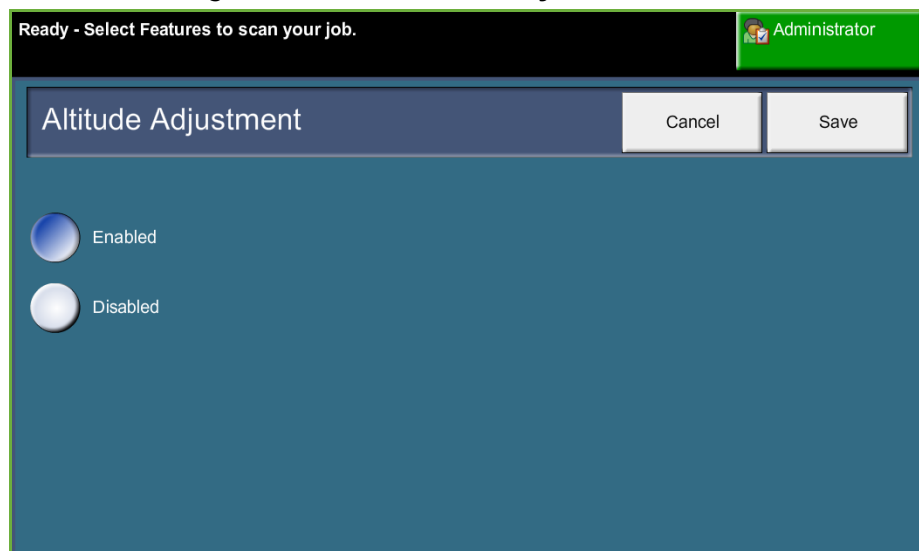 Ready - Select Features to scan your job.
Administrator
Altitude Adjustment
Cancel
Save
Enabled
Disabled